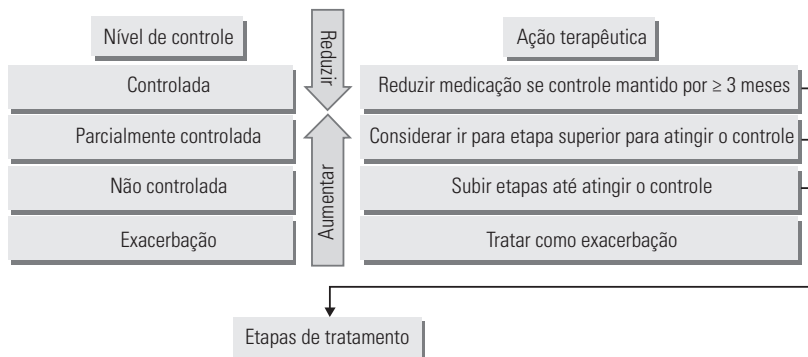 Nível de controle
Reduzir
Ação terapêutica
Controlada
Reduzir medicação se controle mantido por ≥ 3 meses
Parcialmente controlada
Aumentar
Considerar ir para etapa superior para atingir o controle
Não controlada
Subir etapas até atingir o controle
Exacerbação
Tratar como exacerbação
Etapas de tratamento